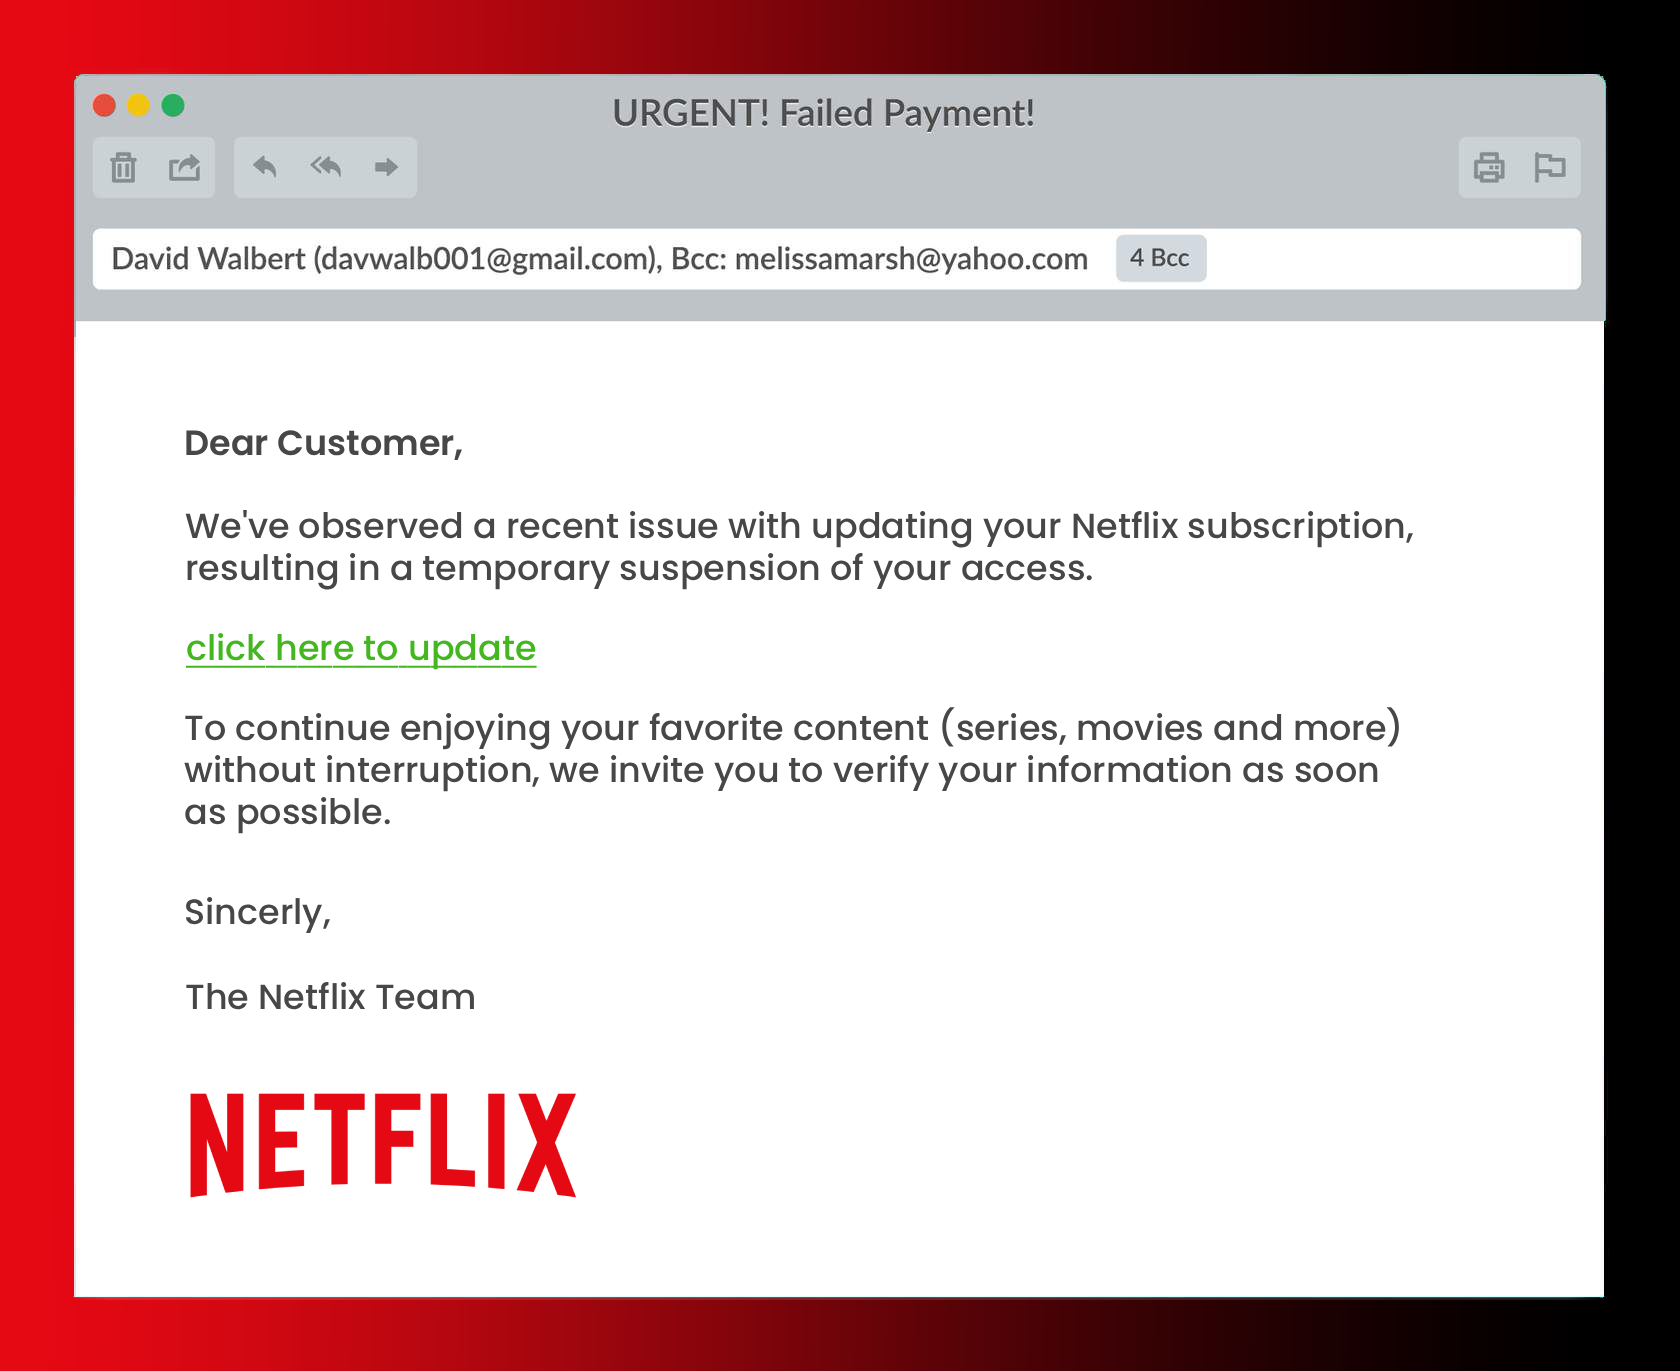 URGENT! Failed Payment!
David Walbert (davwalb001@gmail.com), Bcc: melissamarsh@yahoo.com 4 Bcc
Dear Customer,
We've observed a recent issue with updating your Netflix subscription,
resulting in a temporary suspension of your access.
click here to update
To continue enjoying your favorite content (series, movies and more)
without interruption, we invite you to verify your information as soon
as possible.
Sincerly,
The Netflix Team
NETFLIX